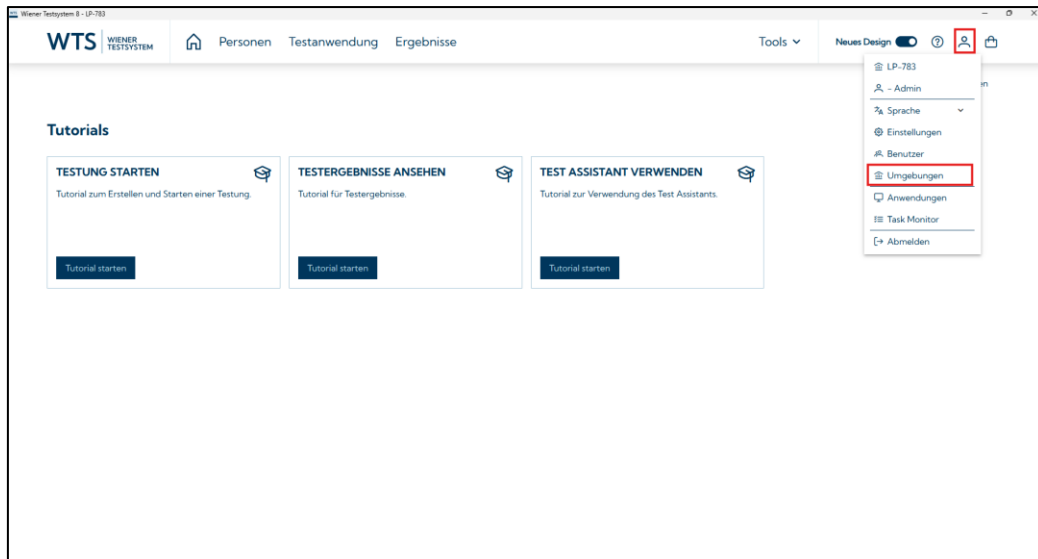 Wiener Testsystem 8 - LP-783
WTS WIENER TESTSYSTEM
Personen Testanwendung Ergebnisse
Tools
Neues Design
LP-783
- Admin
en
Sprache
Einstellungen
Benutzer
Umgebungen
Anwendungen
Task Monitor
Abmelden
Tutorials
TESTUNG STARTEN
Tutorial zum Erstellen und Starten einer Testung.
Tutorial starten
TESTERGEBNISSE ANSEHEN
Tutorial für Testergebnisse.
Tutorial starten
TEST ASSISTANT VERWENDEN
Tutorial zur Verwendung des Test Assistants.
Tutorial starten